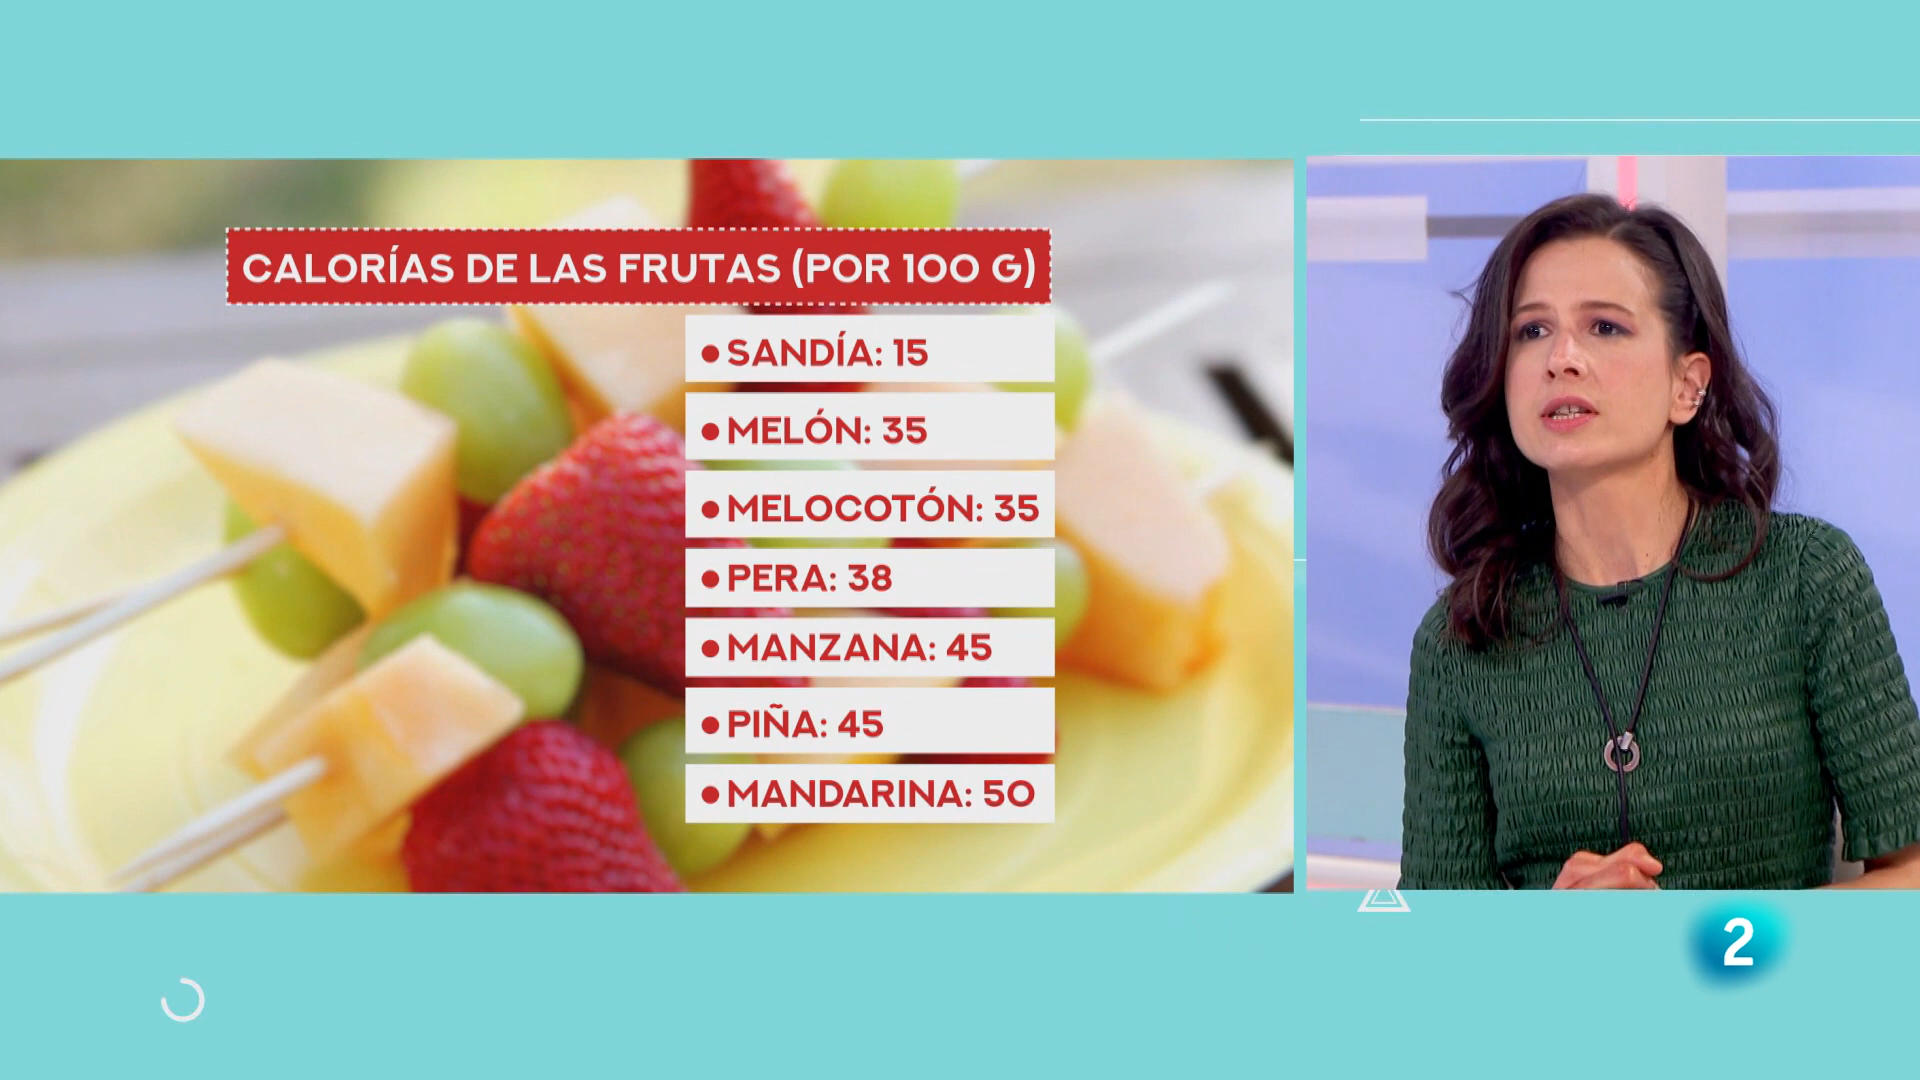 CALORÍAS DE LAS FRUTAS (POR 100 G)
● SANDÍA: 15
● MELÓN: 35
● MELOCOTÓN: 35
● PERA: 38
● MANZANA: 45
● PIÑA: 45
● MANDARINA: 50
2